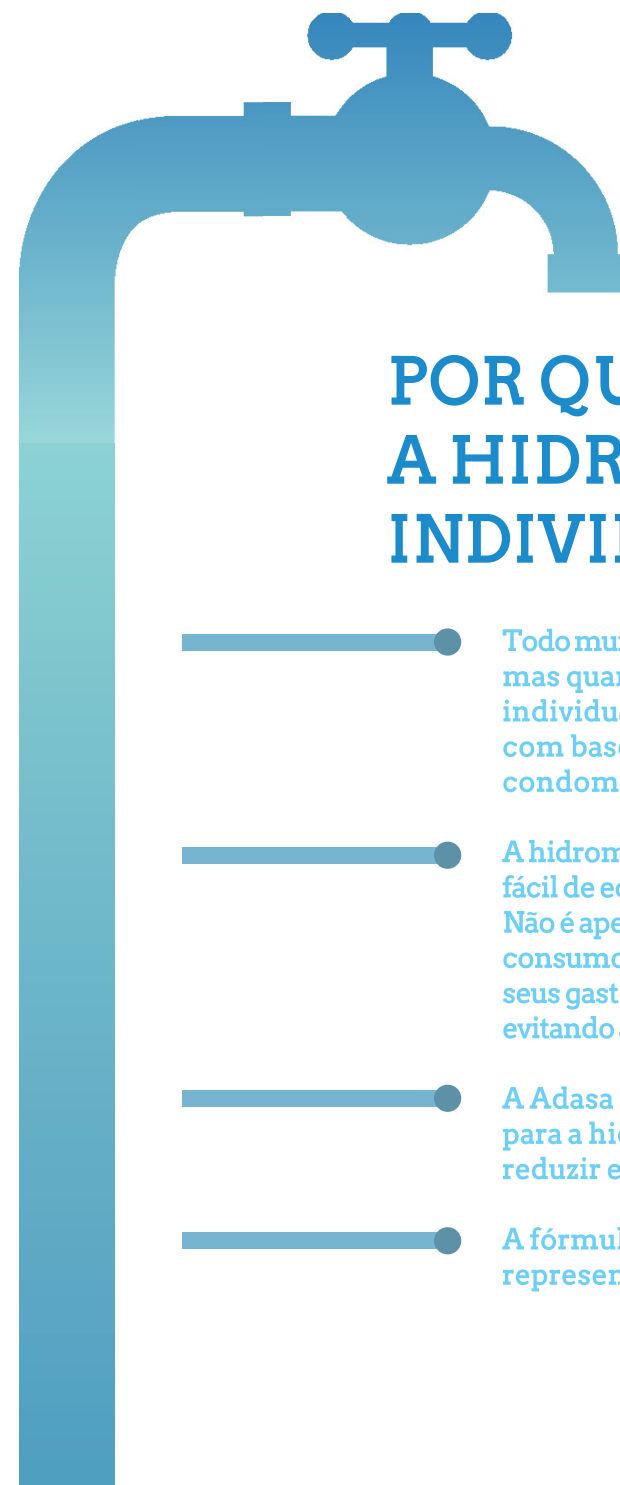 POR QU
A HIDR
INDIVI
Todo mu
mas qua
individu
com bas
condom
A hidrom
fácil de e
Não é ape
consumo
seus gast
evitando
A Adasa
para a hi
reduzir e
A fórmul
represen